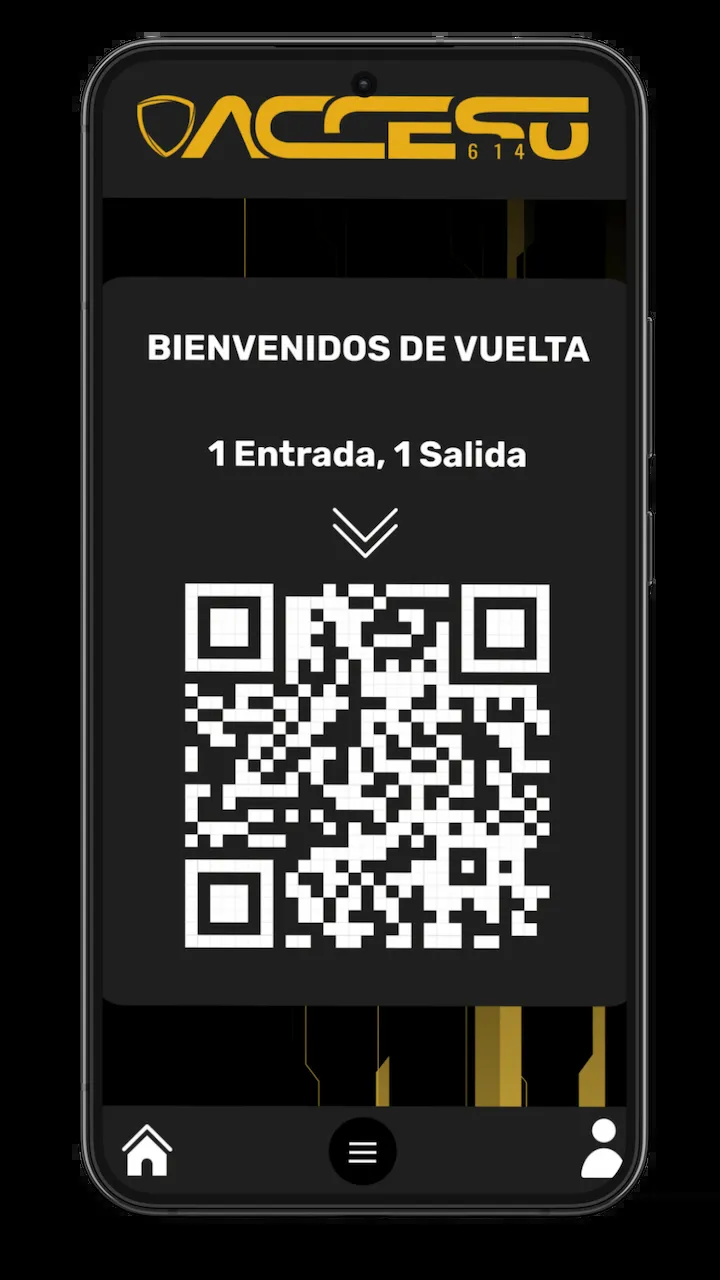 ACCESO
614
BIENVENIDOS DE VUELTA
1 Entrada, 1 Salida